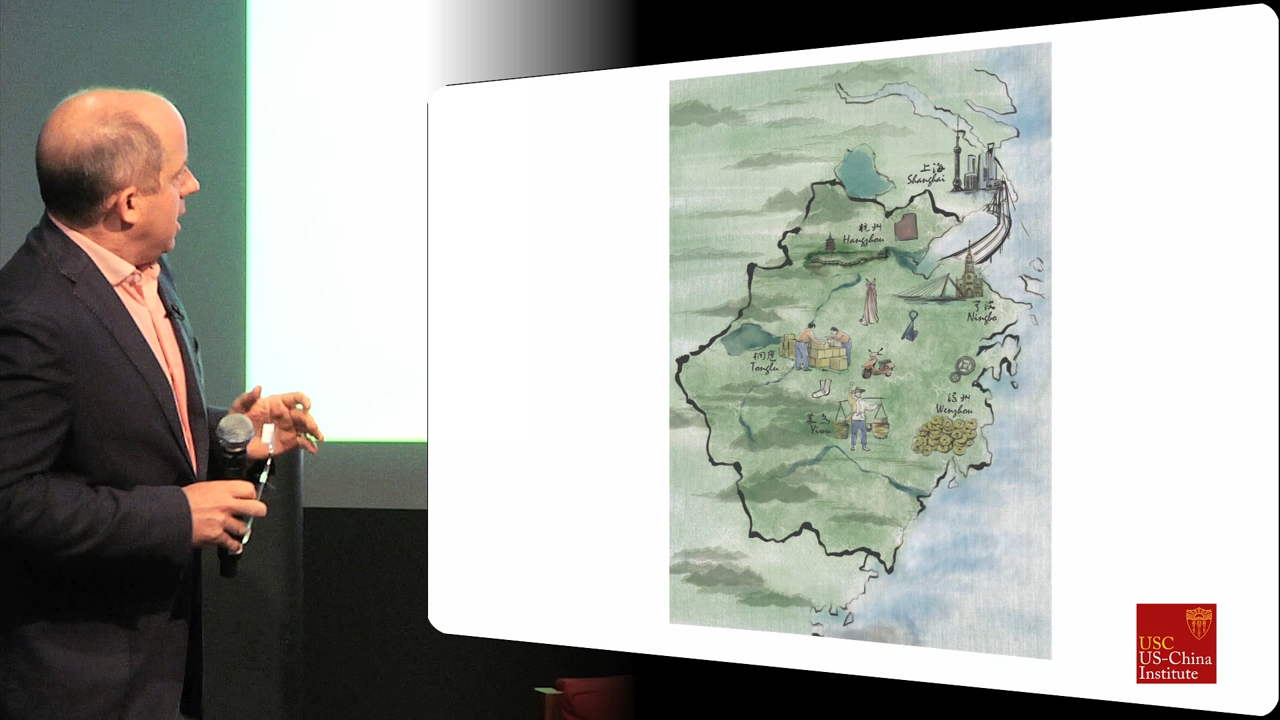 上海
Shanghai
杭州
Hangzhou
宁波
Ningbo
桐庐
Tonglu
温州
Wenzhou
义乌
Yiwu
USC
US-China
Institute